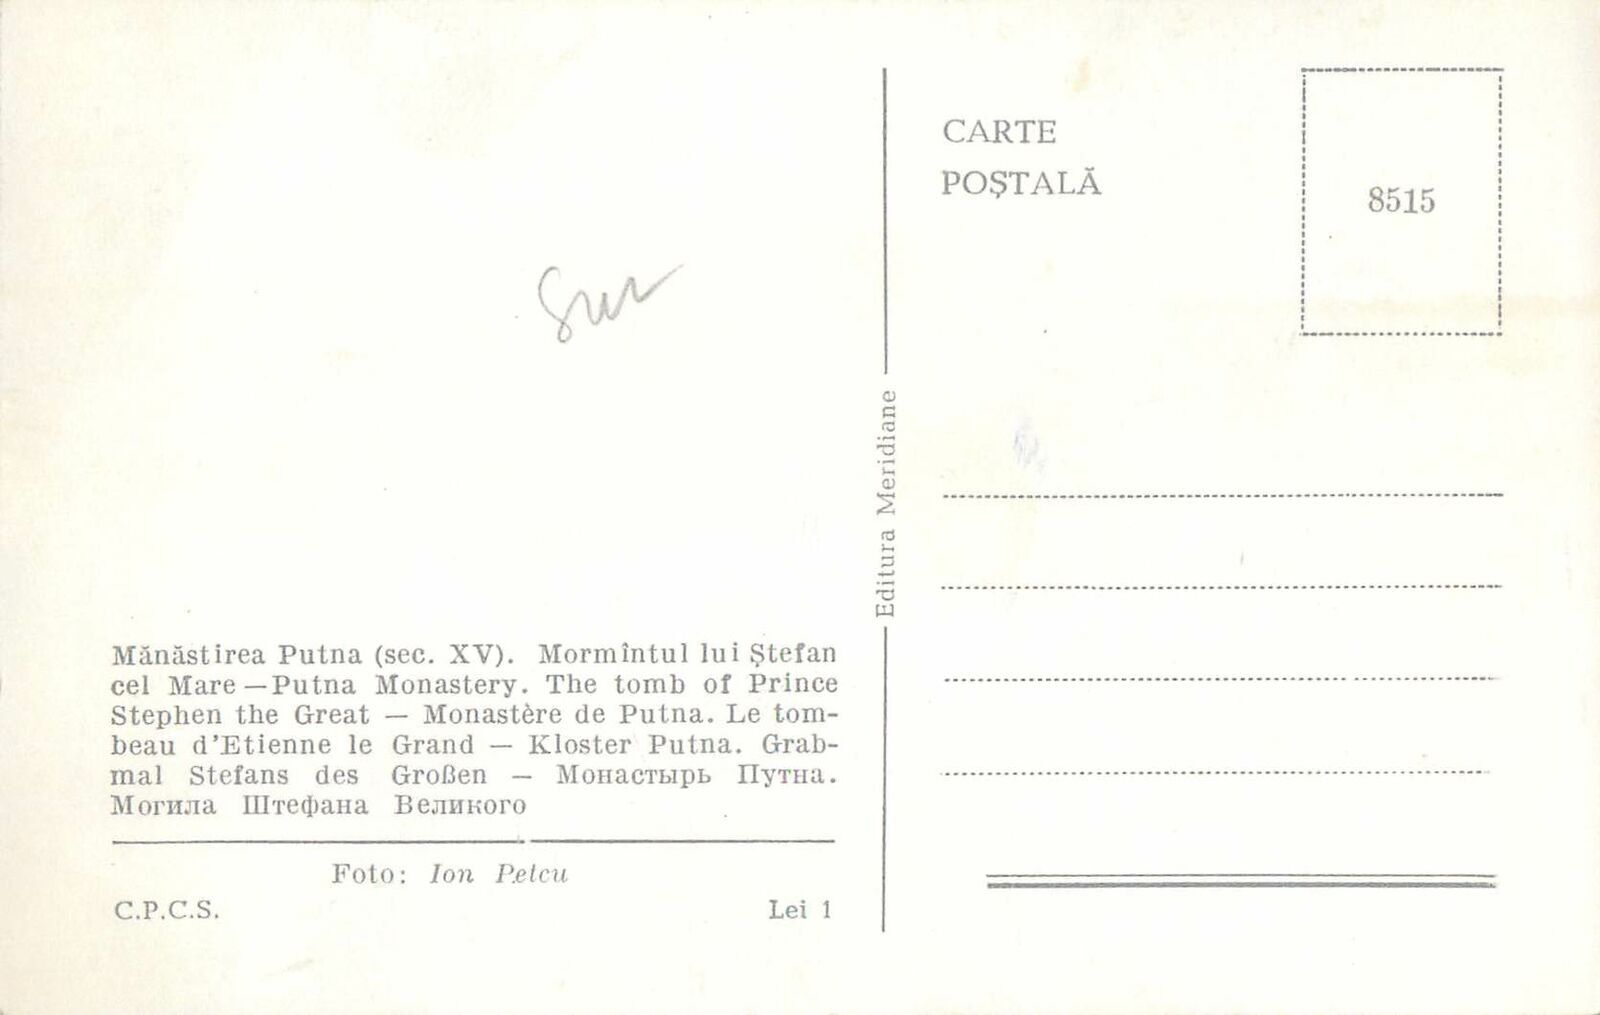 CARTE
POȘTALĂ
8515
Editura Meridiane
Mănăstirea Putna (sec. XV). Mormîntul lui Ștefan
cel Mare — Putna Monastery. The tomb of Prince
Stephen the Great — Monastère de Putna. Le tom-
beau d'Etienne le Grand — Kloster Putna. Grab-
mal Stefans des Großen — Монастырь Путна.
Могила Штефана Великого
Foto: Ion Petcu
C.P.C.S.
Lei 1